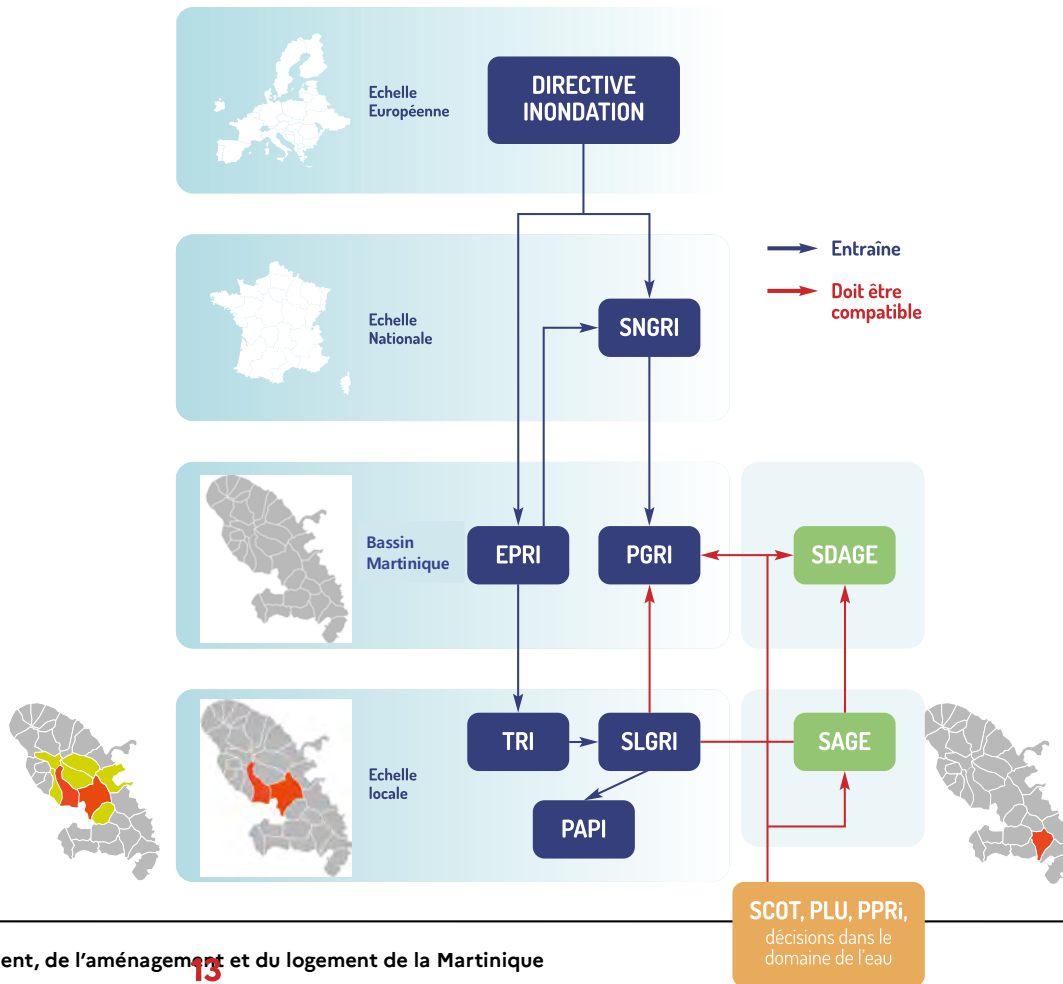 Echelle
Européenne
DIRECTIVE
INONDATION
Entraîne
Doit être
compatible
Echelle
Nationale
SNGRI
Bassin
Martinique
EPRI
PGRI
SDAGE
TRI
SLGRI
SAGE
Echelle
locale
PAPI
SCOT, PLU, PPRi,
décisions dans le
domaine de l'eau
ent, de l'aménagement et du logement de la Martinique
13